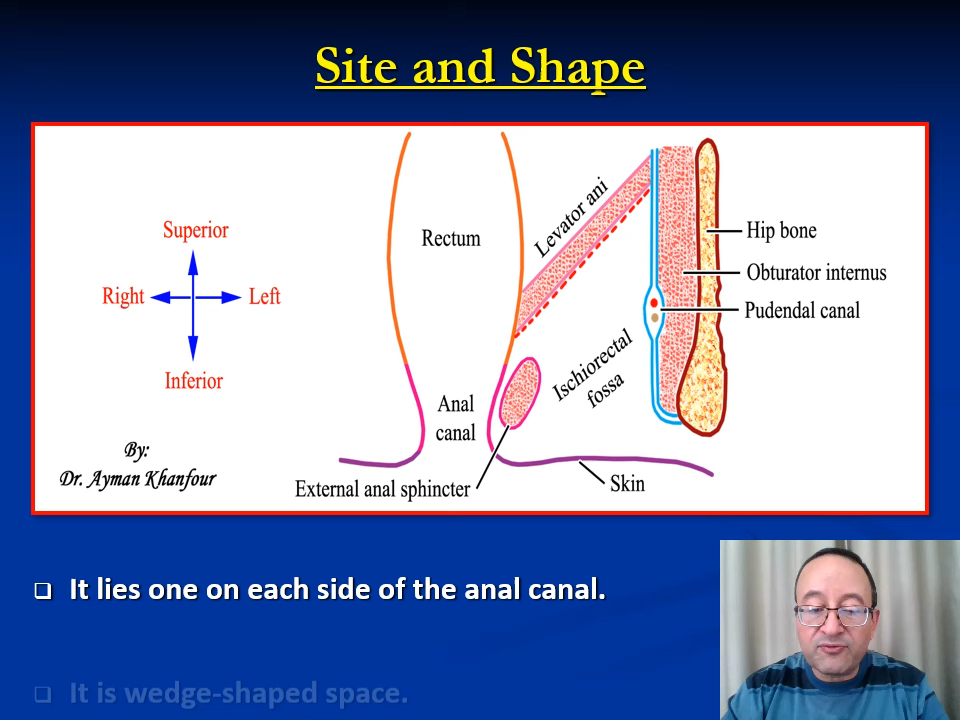 Site and Shape
Superior
Right
Left
Inferior
By:
Dr. Ayman Khanfour
Rectum
Levator ani
Hip bone
Obturator internus
Pudendal canal
Ischiorectal
fossa
Anal
canal
External anal sphincter
Skin
❑ It lies one on each side of the anal canal.
❑ It is wedge-shaped space.